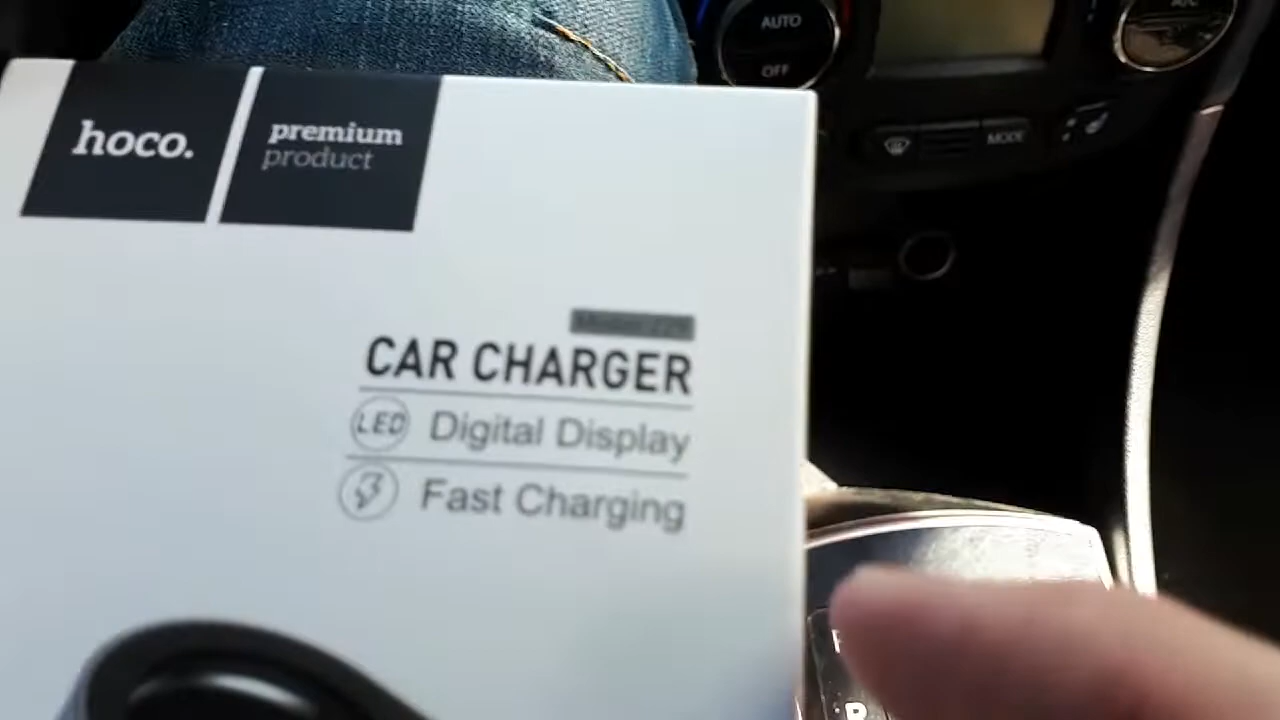 AUTO
OFF
A/C
MODE
hoco.
premium
product
CAR CHARGER
LED
Digital Display
Fast Charging
R